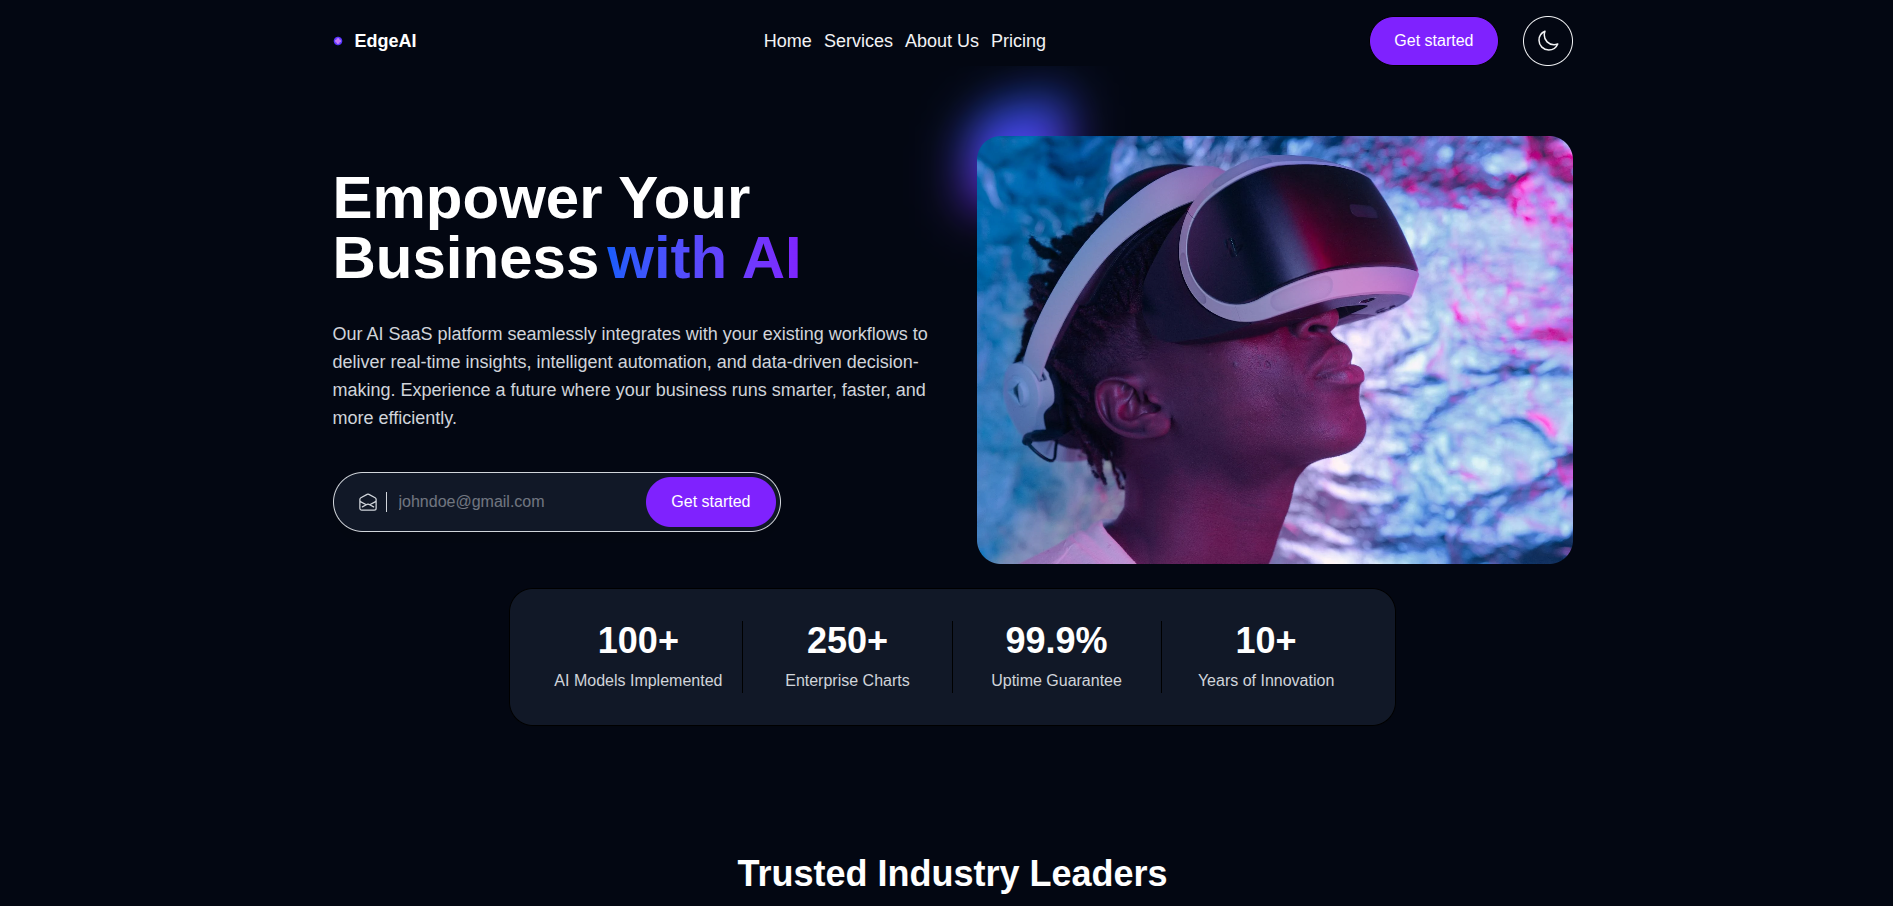 EdgeAI
Home Services About Us Pricing
Get started
Empower Your
Business with AI
Our AI SaaS platform seamlessly integrates with your existing workflows to
deliver real-time insights, intelligent automation, and data-driven decision-
making. Experience a future where your business runs smarter, faster, and
more efficiently.
johndoe@gmail.com
Get started
100+
AI Models Implemented
250+
Enterprise Charts
99.9%
Uptime Guarantee
10+
Years of Innovation
Trusted Industry Leaders